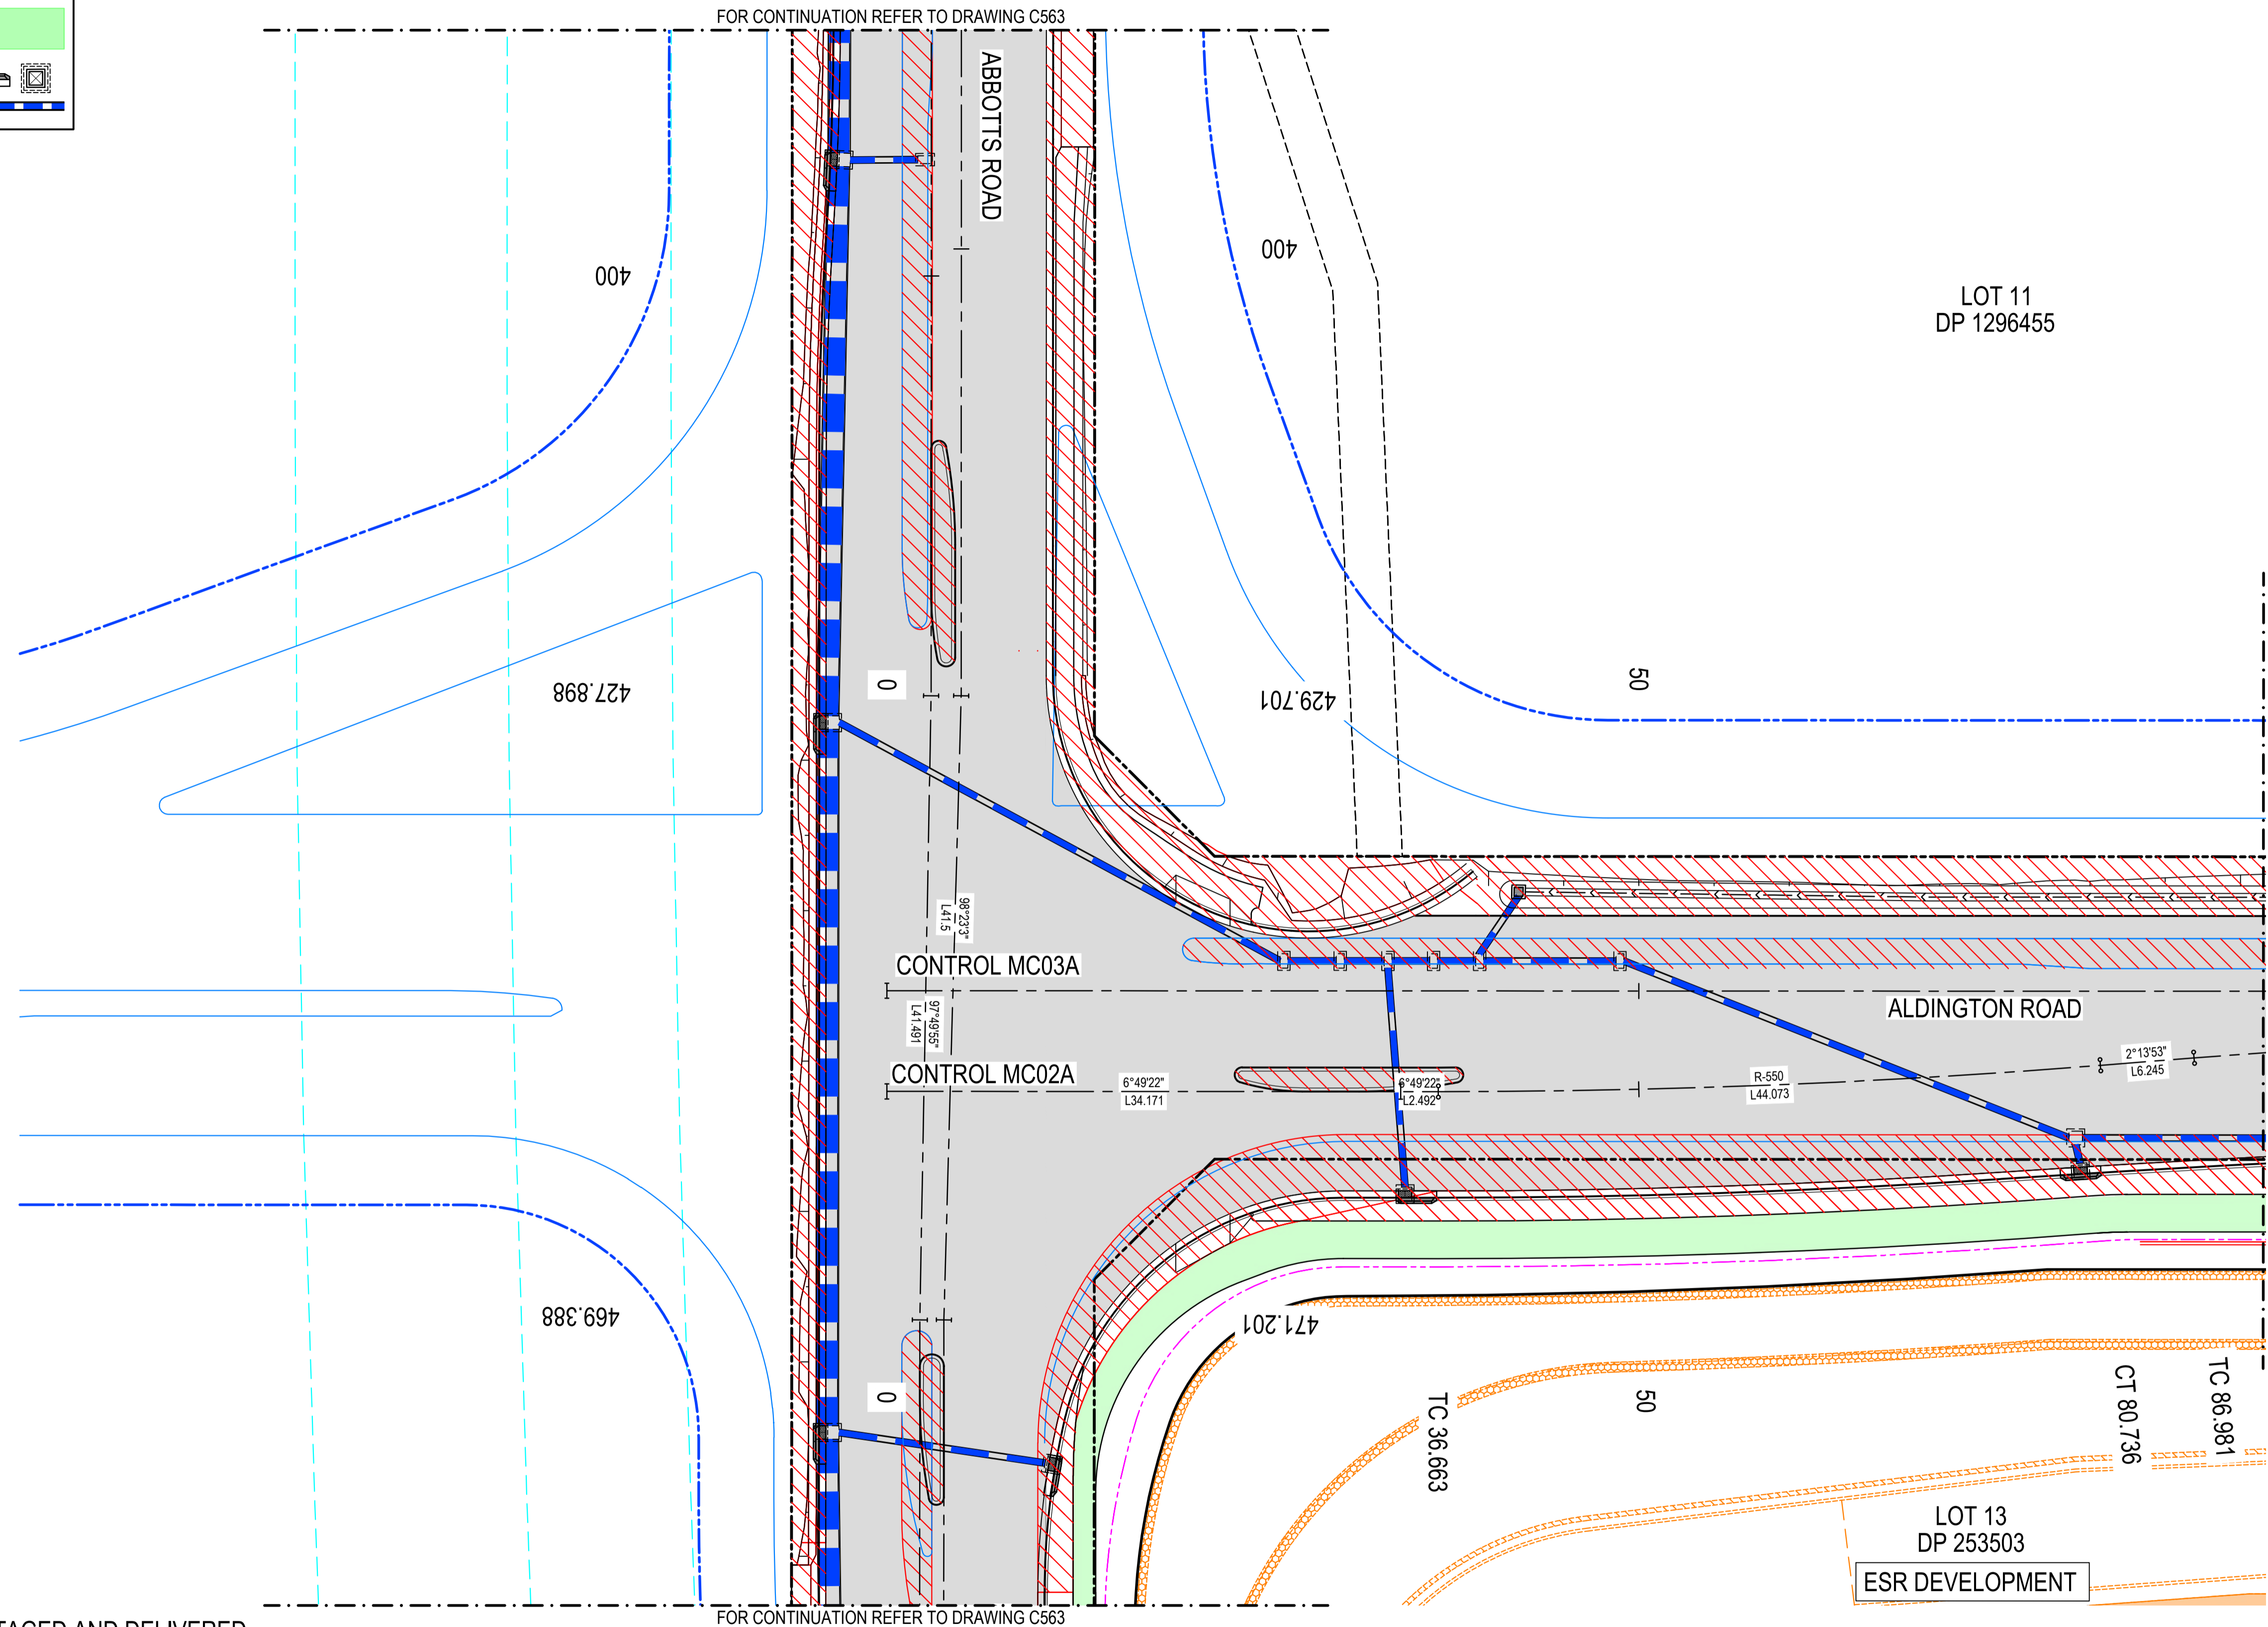 FOR CONTINUATION REFER TO DRAWING C563
ABBOTTS ROAD
400
400
LOT 11
DP 1296455
427.898
0
429.701
50
98°23'3"
L41.5
CONTROL MC03A
ALDINGTON ROAD
97°49'55"
L41.491
CONTROL MC02A
6°49'22"
L34.171
6°49'22"
L2.492
R-550
L44.073
2°13'53"
L6.245
469.388
471.201
0
50
TC 36.663
CT 80.736
TC 86.981
LOT 13
DP 253503
ESR DEVELOPMENT
FOR CONTINUATION REFER TO DRAWING C563
AND DELIVERED